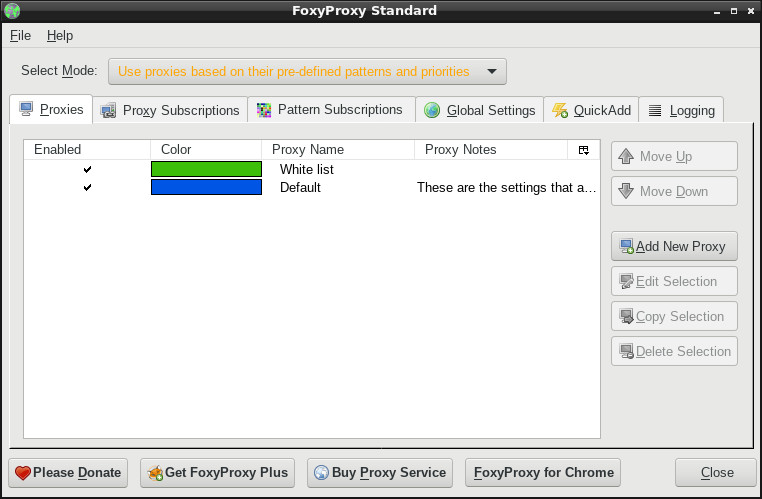 FoxyProxy Standard
File Help
Select Mode: Use proxies based on their pre-defined patterns and priorities
Proxies Proxy Subscriptions Pattern Subscriptions Global Settings QuickAdd Logging
Enabled Color Proxy Name Proxy Notes
White list
Default These are the settings that a…
Move Up
Move Down
Add New Proxy
Edit Selection
Copy Selection
Delete Selection
Please Donate Get FoxyProxy Plus Buy Proxy Service FoxyProxy for Chrome Close